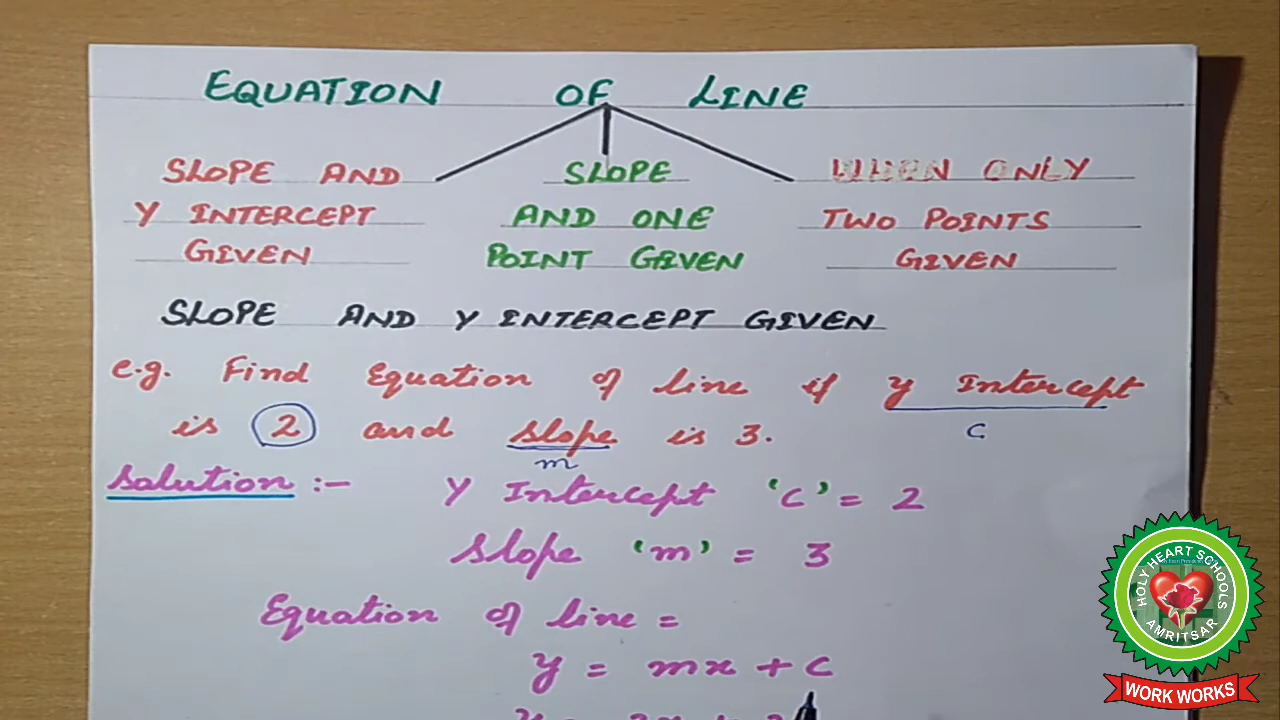 EQUATION OF LINE
SLOPE AND
Y INTERCEPT
GIVEN
SLOPE
AND ONE
POINT GIVEN
WHEN ONLY
TWO POINTS
GIVEN
SLOPE AND Y INTERCEPT GIVEN
e.g. Find Equation of line if y Intercept
is 2 and slope is 3.
c
m
Solution :- Y Intercept 'C' = 2
Slope 'm' = 3
Equation of line =
y = mx + c
HOLY HEART SCHOOLS
AMRITSAR
WORK WORKS